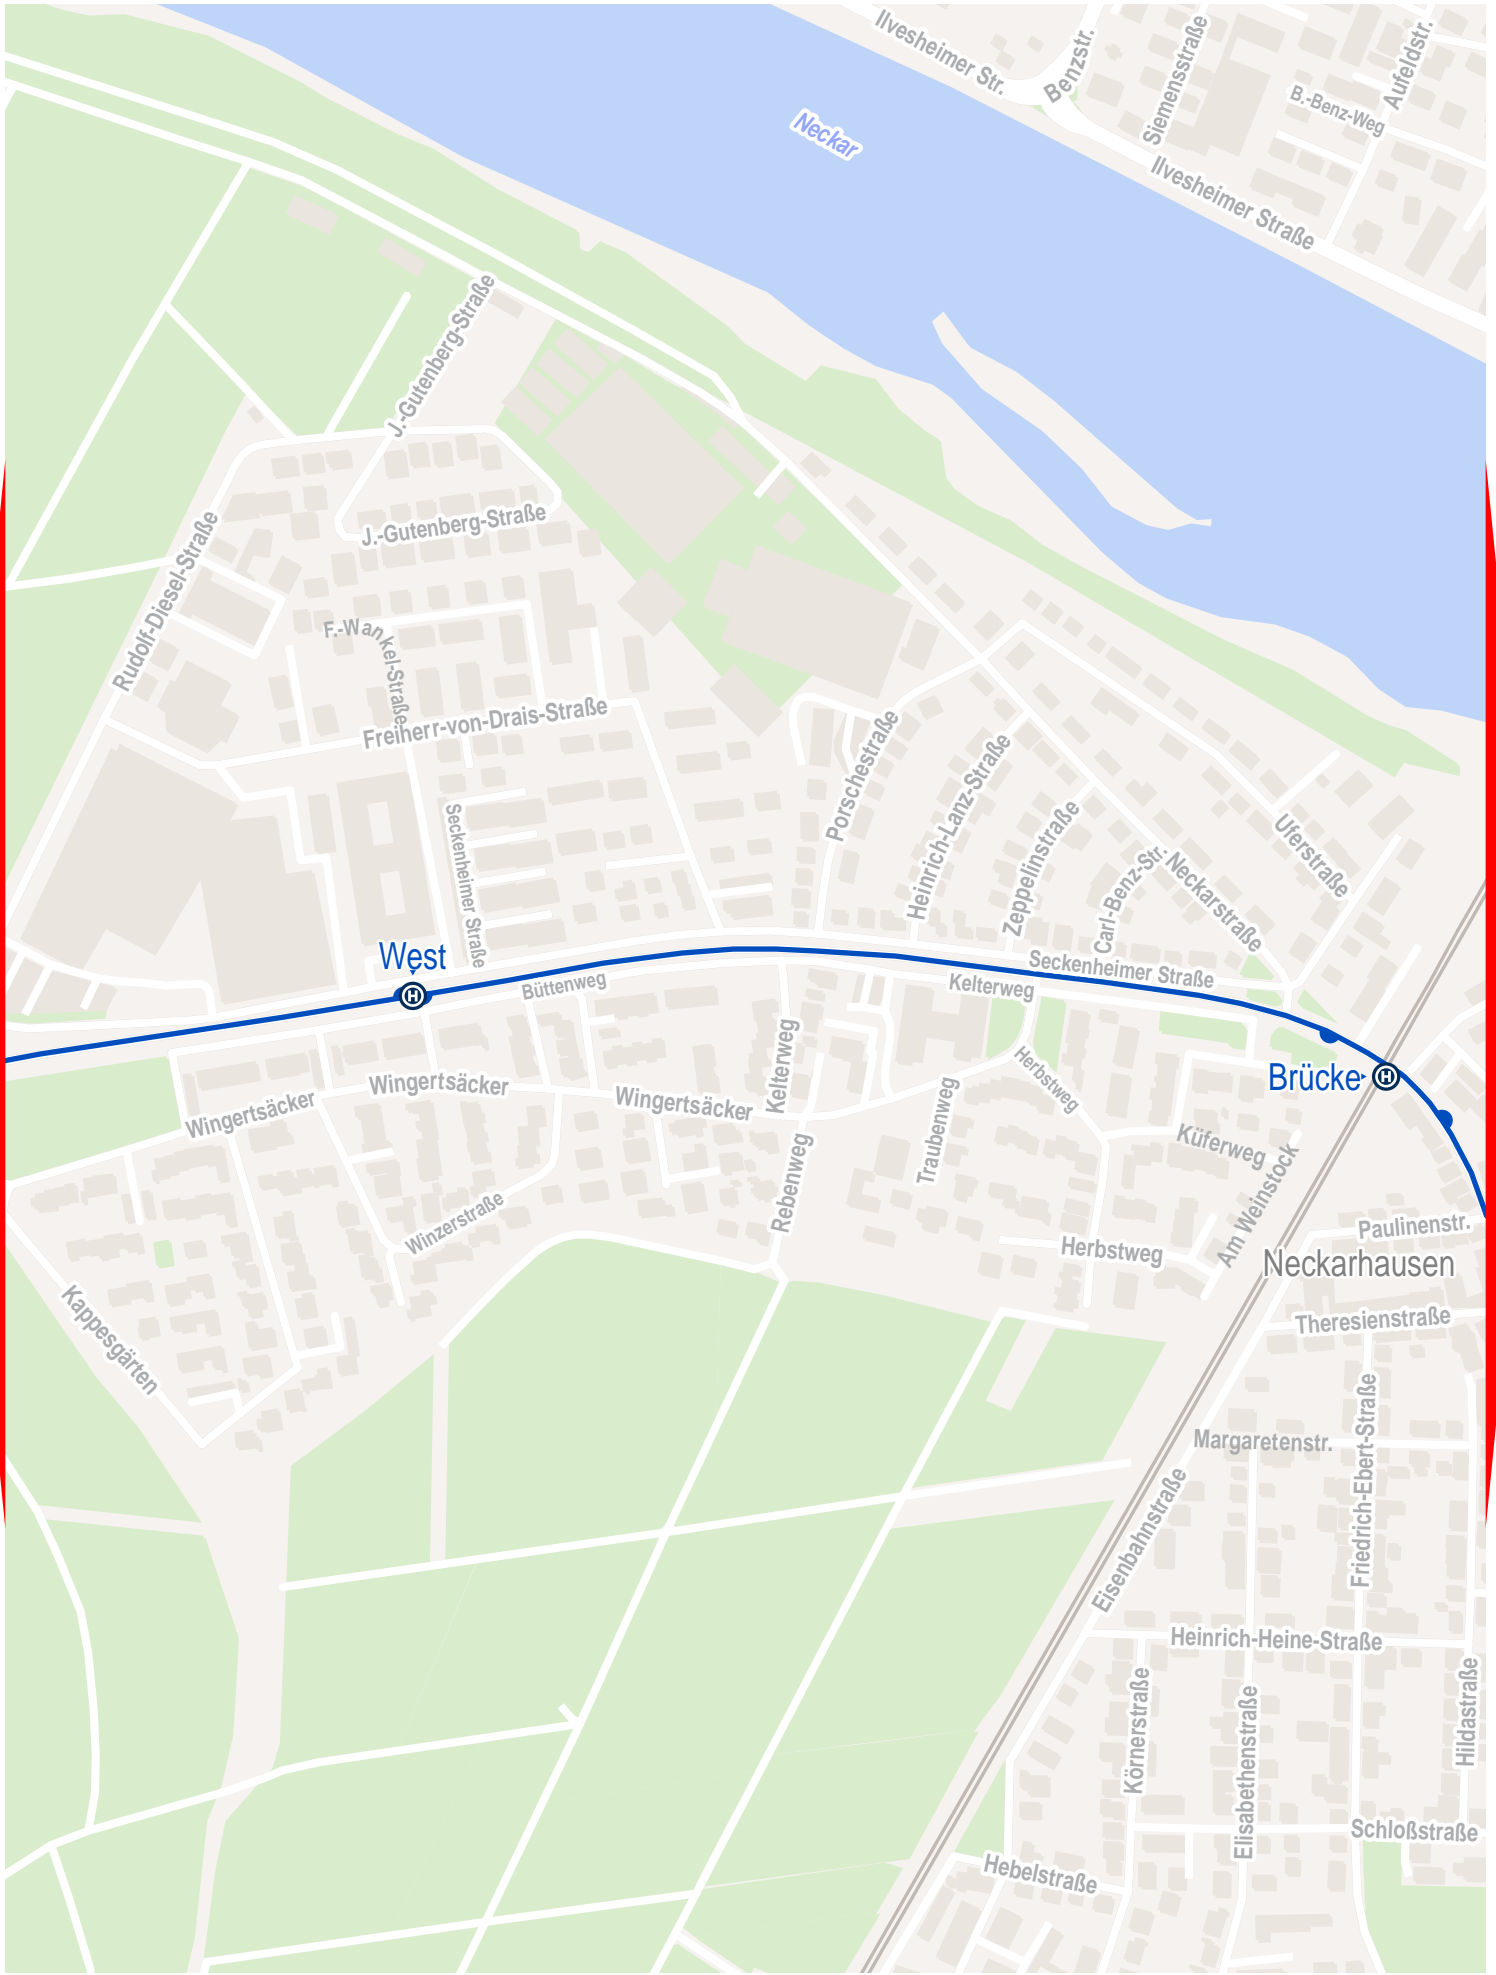 Ilvesheimer Str.
Benzstr.
Siemensstraße
Aufeldstr.
B.-Benz-Weg
Neckar
Ilvesheimer Straße
J.-Gutenberg-Straße
J.-Gutenberg-Straße
Rudolf-Diesel-Straße
F.-Wankel-Straße
Freiherr-von-Drais-Straße
Porschestraße
Heinrich-Lanz-Straße
Zeppelinstraße
Carl-Benz-Str.
Neckarstraße
Uferstraße
Seckenheimer Straße
West
H
Büttenweg
Seckenheimer Straße
Kelterweg
Kelterweg
Herbstweg
Brücke
H
Wingertsäcker
Wingertsäcker
Wingertsäcker
Traubenweg
Küferweg
Rebenweg
Winzerstraße
Am Weinstock
Herbstweg
Paulinenstr.
Neckarhausen
Kappesgärten
Theresienstraße
Friedrich-Ebert-Straße
Margaretenstr.
Eisenbahnstraße
Heinrich-Heine-Straße
Körnerstraße
Elisabethenstraße
Hildastraße
Schloßstraße
Hebelstraße